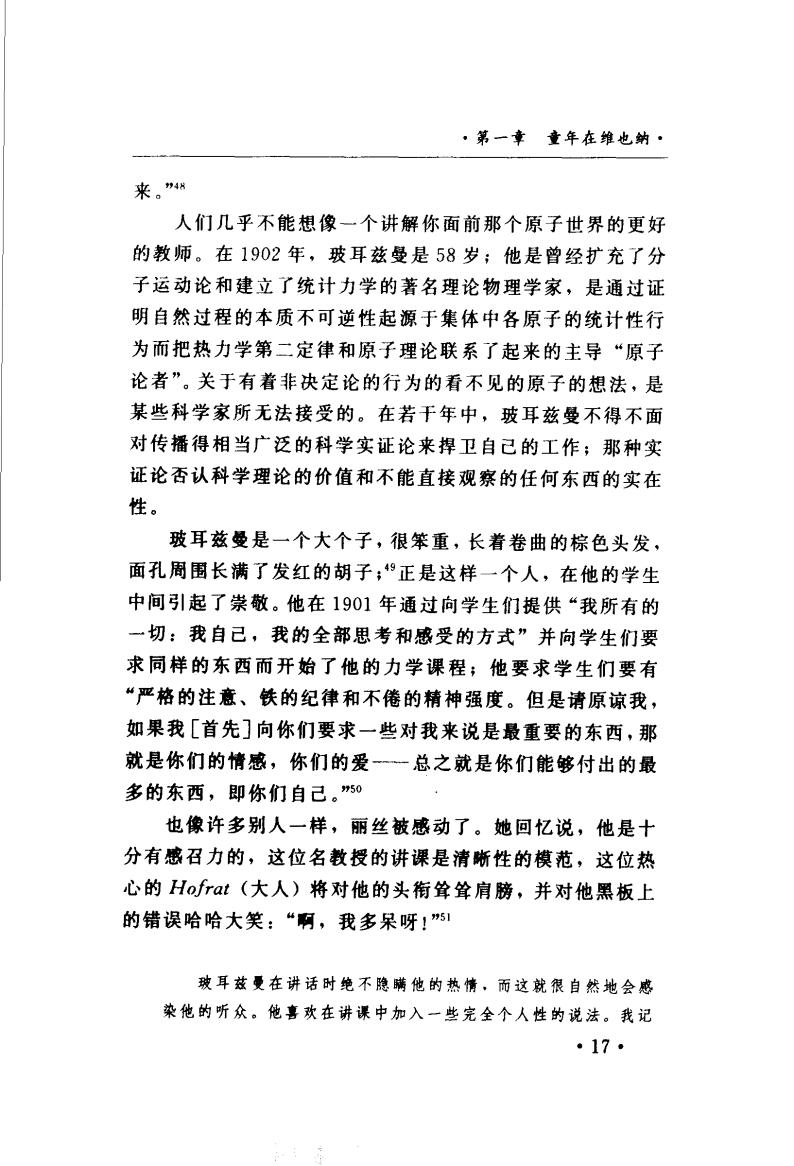 ·第一章　童年在维也纳·
来。”48
人们几乎不能想像一个讲解你面前那个原子世界的更好
的教师。在 1902 年，玻耳兹曼是 58 岁；他是曾经扩充了分
子运动论和建立了统计力学的著名理论物理学家，是通过证
明自然过程的本质不可逆性起源于集体中各原子的统计性行
为而把热力学第二定律和原子理论联系了起来的主导“原子
论者”。关于有着非决定论的行为的看不见的原子的想法，是
某些科学家所无法接受的。在若干年中，玻耳兹曼不得不面
对传播得相当广泛的科学实证论来捍卫自己的工作；那种实
证论否认科学理论的价值和不能直接观察的任何东西的实在
性。
玻耳兹曼是一个大个子，很笨重，长着卷曲的棕色头发，
面孔周围长满了发红的胡子；49正是这样一个人，在他的学生
中间引起了崇敬。他在 1901 年通过向学生们提供“我所有的
一切：我自己，我的全部思考和感受的方式”并向学生们要
求同样的东西而开始了他的力学课程；他要求学生们要有
“严格的注意、铁的纪律和不倦的精神强度。但是请原谅我，
如果我[首先]向你们要求一些对我来说是最重要的东西，那
就是你们的情感，你们的爱——总之就是你们能够付出的最
多的东西，即你们自己。”50
也像许多别人一样，丽丝被感动了。她回忆说，他是十
分有感召力的，这位名教授的讲课是清晰性的模范，这位热
心的 Hofrat（大人）将对他的头衔耸耸肩膀，并对他黑板上
的错误哈哈大笑：“啊，我多呆呀！”51
玻耳兹曼在讲话时绝不隐瞒他的热情，而这就很自然地会感
染他的听众。他喜欢在讲课中加入一些完全个人性的说法。我记
·17·